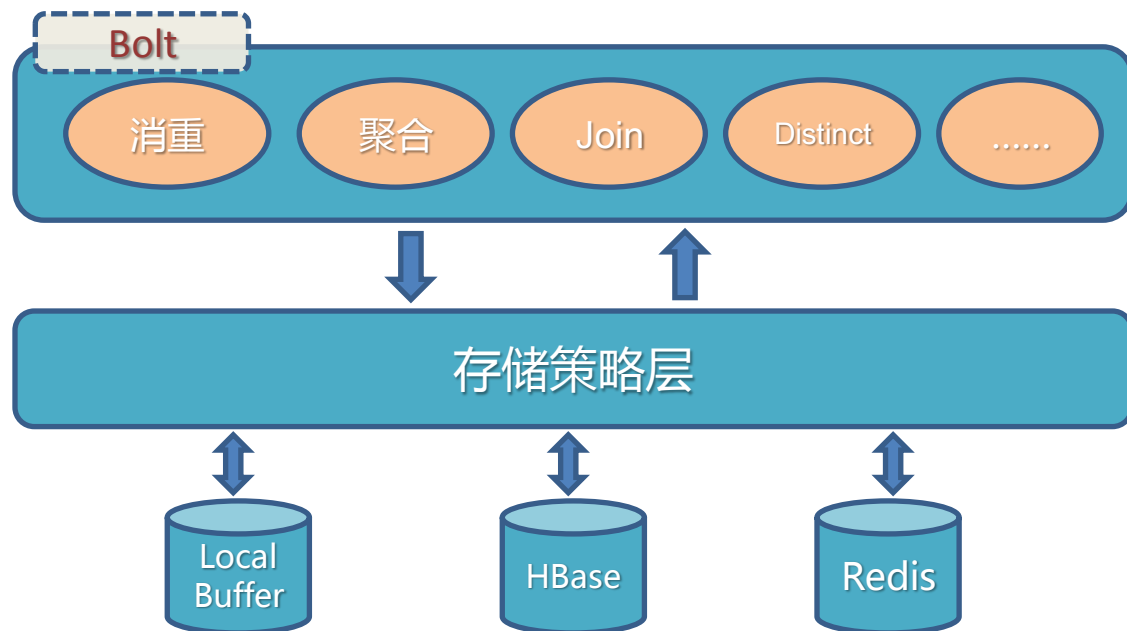 Bolt
消重
聚合
Join
Distinct
......
存储策略层
Local
Buffer
HBase
Redis